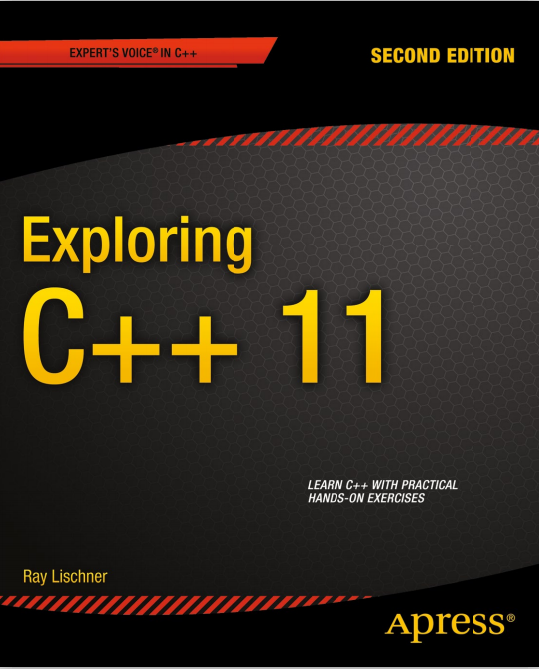 EXPERT'S VOICE® IN C++
SECOND EDITION
Exploring
C++ 11
LEARN C++ WITH PRACTICAL
HANDS-ON EXERCISES
Ray Lischner
Apress®